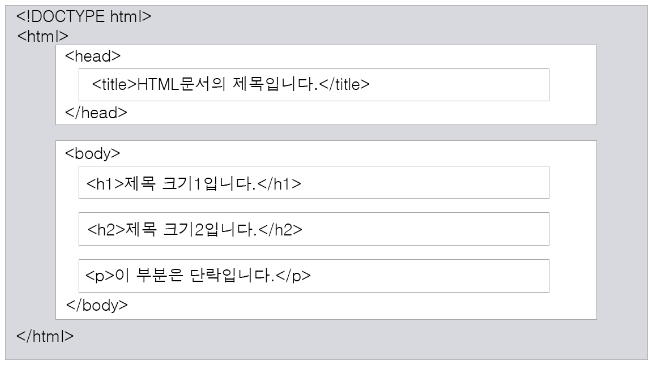 <!DOCTYPE html>
<html>
<head>
<title>HTML문서의 제목입니다.</title>
</head>
<body>
<h1>제목 크기1입니다.</h1>
<h2>제목 크기2입니다.</h2>
<p>이 부분은 단락입니다.</p>
</body>
</html>